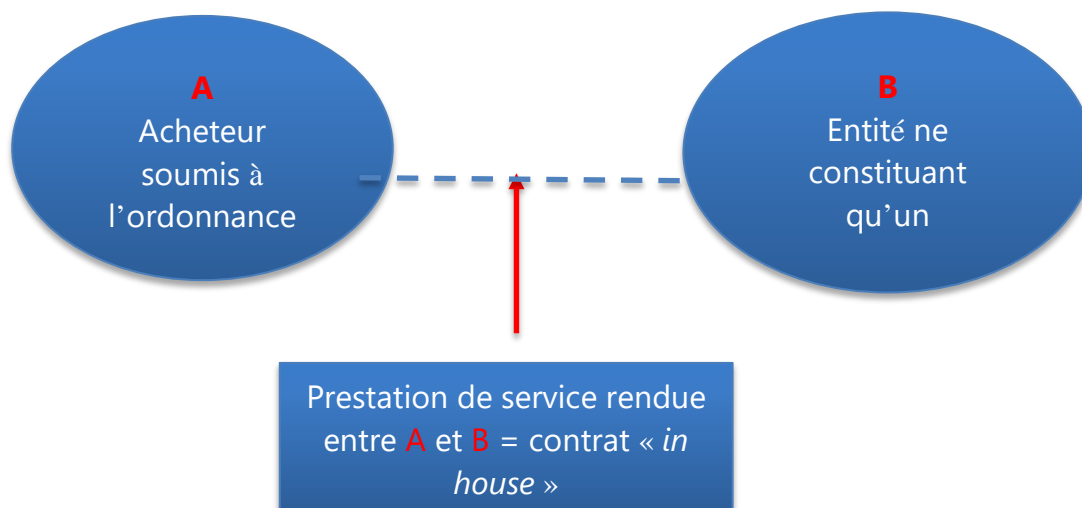 A
Acheteur
soumis à
l’ordonnance
B
Entité ne
constituant
qu’un
Prestation de service rendue
entre A et B = contrat « in
house »